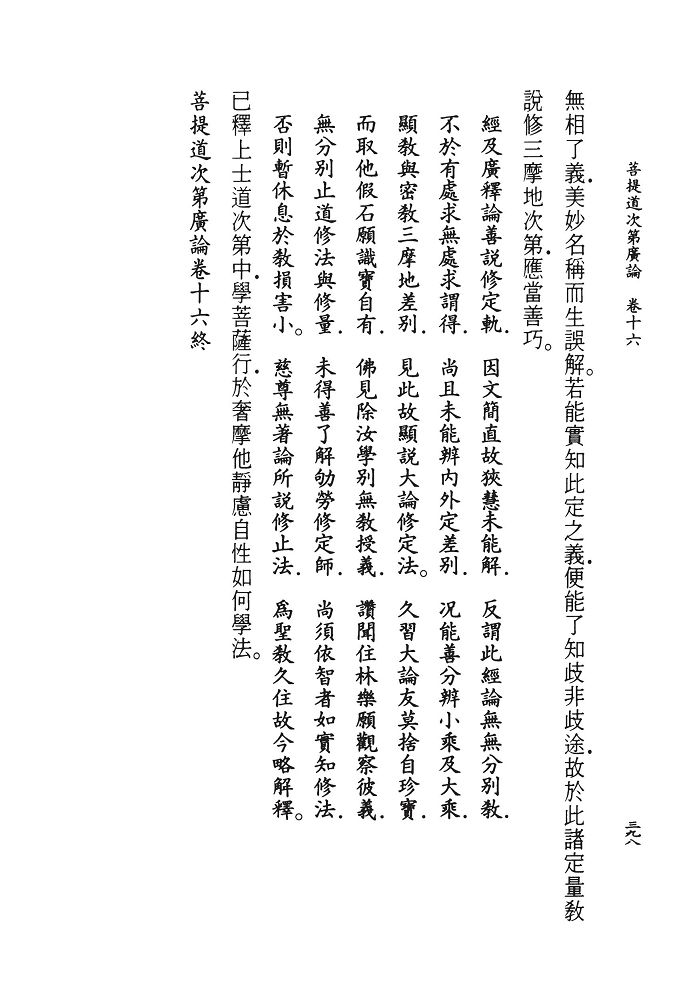 菩提道次第廣論　卷十六
三九八
無相了義．美妙名稱而生誤解。若能實知此定之義．便能了知歧非歧途．故於此諸定量教
說修三摩地次第．應當善巧。
經及廣釋論善說修定軌．因文簡直故狹慧未能解．反謂此經論無無分別教．
不於有處求無處求謂得．尚且未能辨內外定差別．況能善分辨小乘及大乘．
顯教與密教三摩地差別．見此故顯說大論修定法。久習大論友莫捨自珍寶．
而取他假石願識寶自有．佛見除汝學別無教授義．讚聞住林樂願觀察彼義．
無分別止道修法與修量．未得善了解劬勞修定師．尚須依智者如實知修法．
否則暫休息於教損害小。慈尊無著論所說修止法．為聖教久住故今略解釋。
已釋上士道次第中．學菩薩行．於奢摩他靜慮自性如何學法。
菩提道次第廣論卷十六終